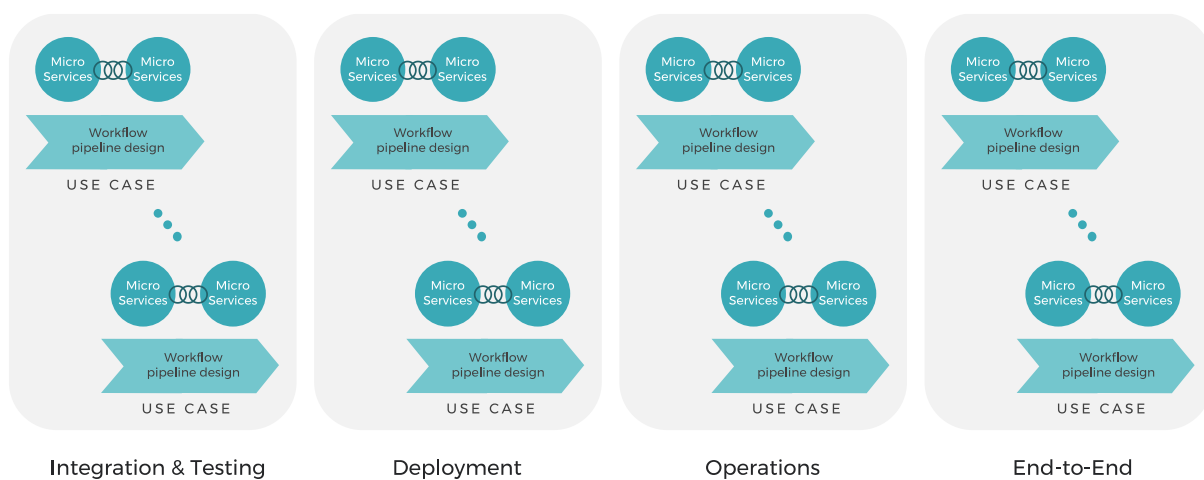 Micro
Services
Micro
Services
Workflow
pipeline design
USE CASE
Micro
Services
Micro
Services
Workflow
pipeline design
USE CASE
Integration & Testing
Micro
Services
Micro
Services
Workflow
pipeline design
USE CASE
Micro
Services
Micro
Services
Workflow
pipeline design
USE CASE
Deployment
Micro
Services
Micro
Services
Workflow
pipeline design
USE CASE
Micro
Services
Micro
Services
Workflow
pipeline design
USE CASE
Operations
Micro
Services
Micro
Services
Workflow
pipeline design
USE CASE
Micro
Services
Micro
Services
Workflow
pipeline design
USE CASE
End-to-End